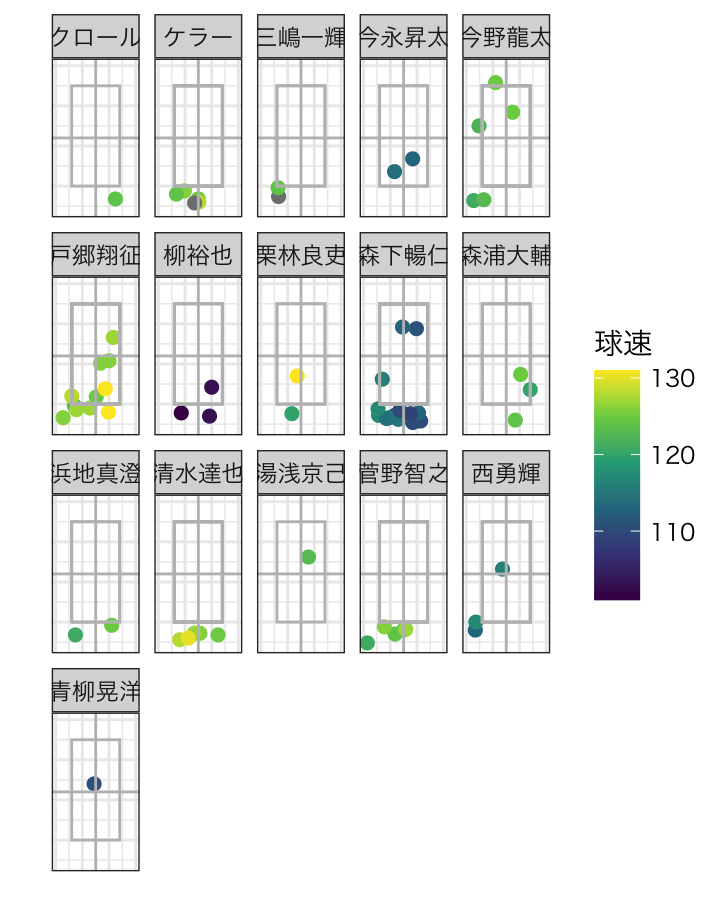 クロール ケラー 三嶋一輝 今永昇太 今野龍太
戸郷翔征 柳裕也 栗林良吏 森下暢仁 森浦大輔
球速
130
120
110
浜地真澄 清水達也 湯浅京己 菅野智之 西勇輝
青柳晃洋